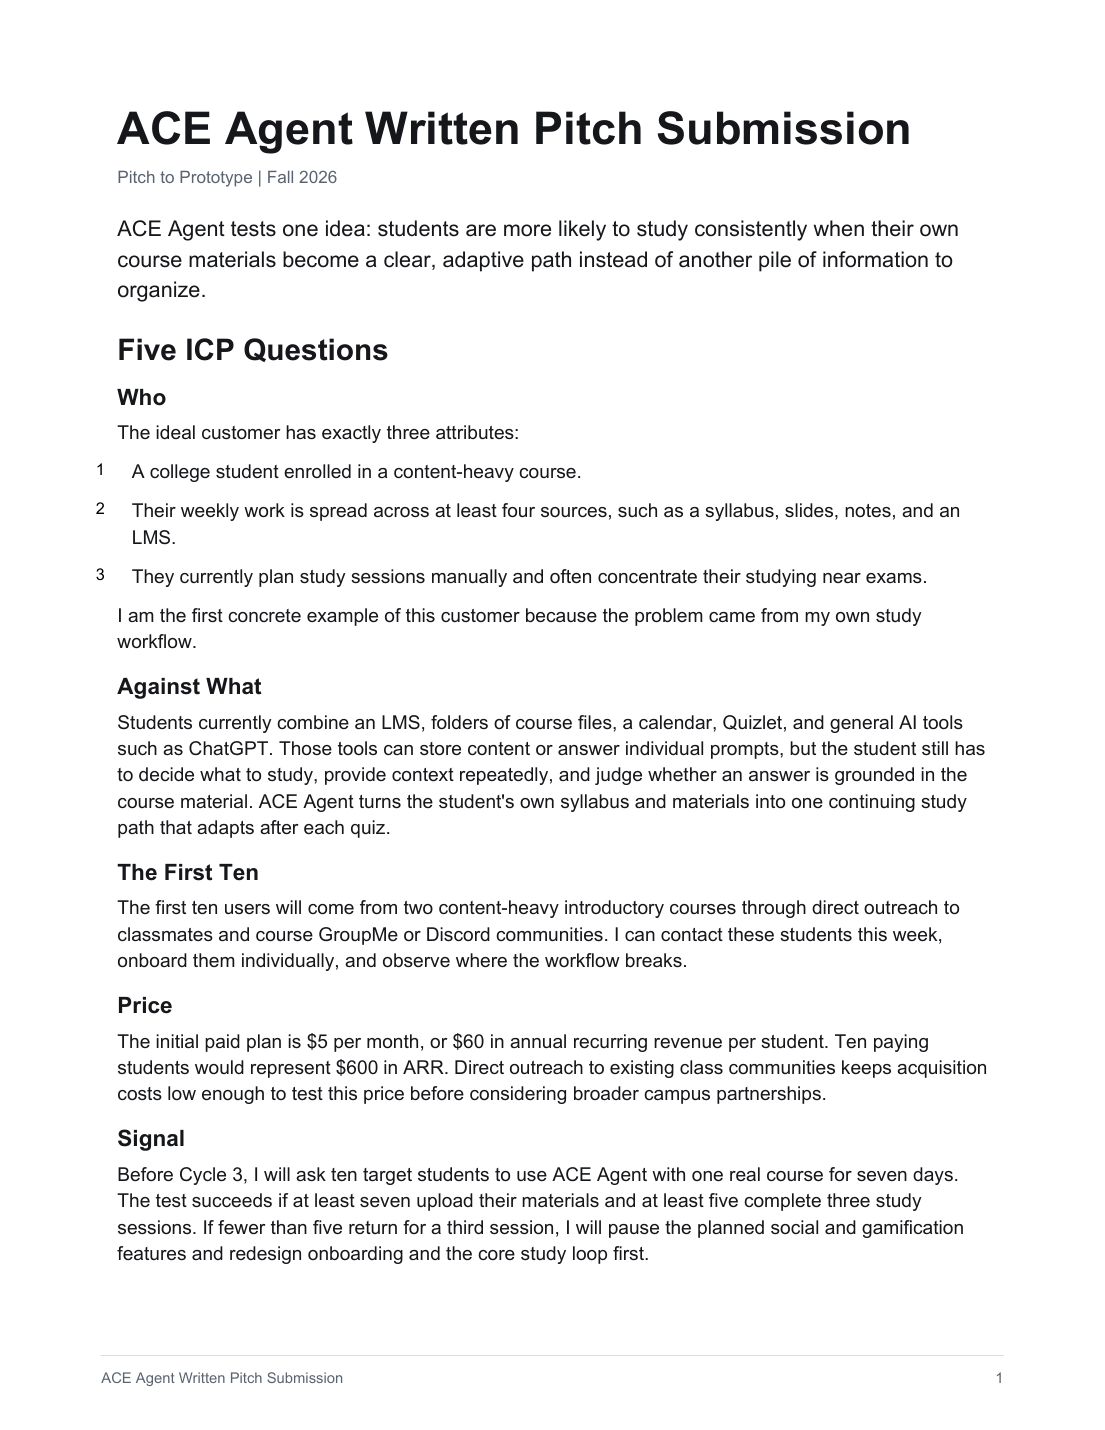 ACE Agent Written Pitch Submission
Pitch to Prototype | Fall 2026
ACE Agent tests one idea: students are more likely to study consistently when their own
course materials become a clear, adaptive path instead of another pile of information to
organize.
Five ICP Questions
Who
The ideal customer has exactly three attributes:
1 A college student enrolled in a content-heavy course.
2 Their weekly work is spread across at least four sources, such as a syllabus, slides, notes, and an
LMS.
3 They currently plan study sessions manually and often concentrate their studying near exams.
I am the first concrete example of this customer because the problem came from my own study
workflow.
Against What
Students currently combine an LMS, folders of course files, a calendar, Quizlet, and general AI tools
such as ChatGPT. Those tools can store content or answer individual prompts, but the student still has
to decide what to study, provide context repeatedly, and judge whether an answer is grounded in the
course material. ACE Agent turns the student's own syllabus and materials into one continuing study
path that adapts after each quiz.
The First Ten
The first ten users will come from two content-heavy introductory courses through direct outreach to
classmates and course GroupMe or Discord communities. I can contact these students this week,
onboard them individually, and observe where the workflow breaks.
Price
The initial paid plan is $5 per month, or $60 in annual recurring revenue per student. Ten paying
students would represent $600 in ARR. Direct outreach to existing class communities keeps acquisition
costs low enough to test this price before considering broader campus partnerships.
Signal
Before Cycle 3, I will ask ten target students to use ACE Agent with one real course for seven days.
The test succeeds if at least seven upload their materials and at least five complete three study
sessions. If fewer than five return for a third session, I will pause the planned social and gamification
features and redesign onboarding and the core study loop first.
ACE Agent Written Pitch Submission 1